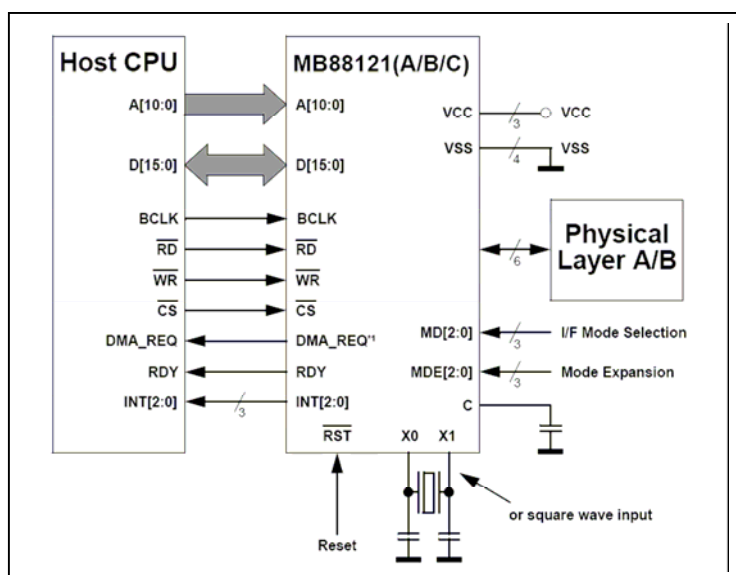 Host CPU
MB88121(A/B/C)
A[10:0]
A[10:0]
VCC
3
VCC
VSS
4
VSS
D[15:0]
D[15:0]
BCLK
BCLK
RD
RD
6
Physical
Layer A/B
WR
WR
CS
CS
MD[2:0]
3
I/F Mode Selection
DMA_REQ
DMA_REQ*1
RDY
RDY
MDE[2:0]
3
Mode Expansion
INT[2:0]
3
INT[2:0]
C
RST
X0
X1
or square wave input
Reset